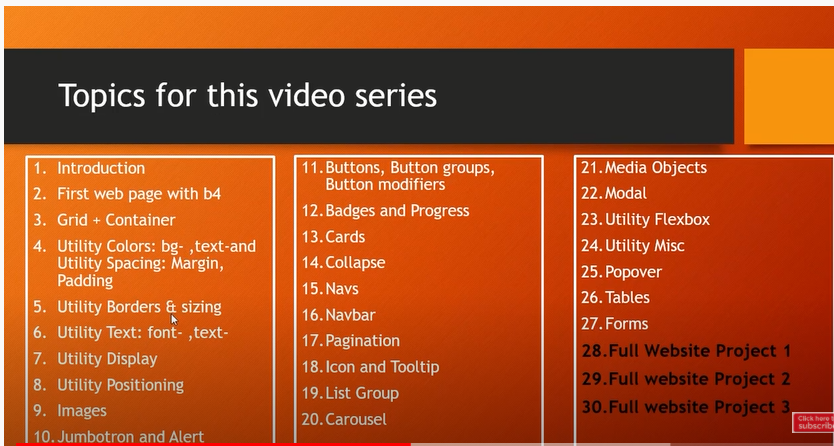 Topics for this video series
1. Introduction
2. First web page with b4
3. Grid + Container
4. Utility Colors: bg- ,text-and
Utility Spacing: Margin,
Padding
5. Utility Borders & sizing
6. Utility Text: font- ,text-
7. Utility Display
8. Utility Positioning
9. Images
10. Jumbotron and Alert
11. Buttons, Button groups,
Button modifiers
12. Badges and Progress
13. Cards
14. Collapse
15. Navs
16. Navbar
17. Pagination
18. Icon and Tooltip
19. List Group
20. Carousel
21. Media Objects
22. Modal
23. Utility Flexbox
24. Utility Misc
25. Popover
26. Tables
27. Forms
28. Full Website Project 1
29. Full website Project 2
30. Full website Project 3
Click here t
subscrib